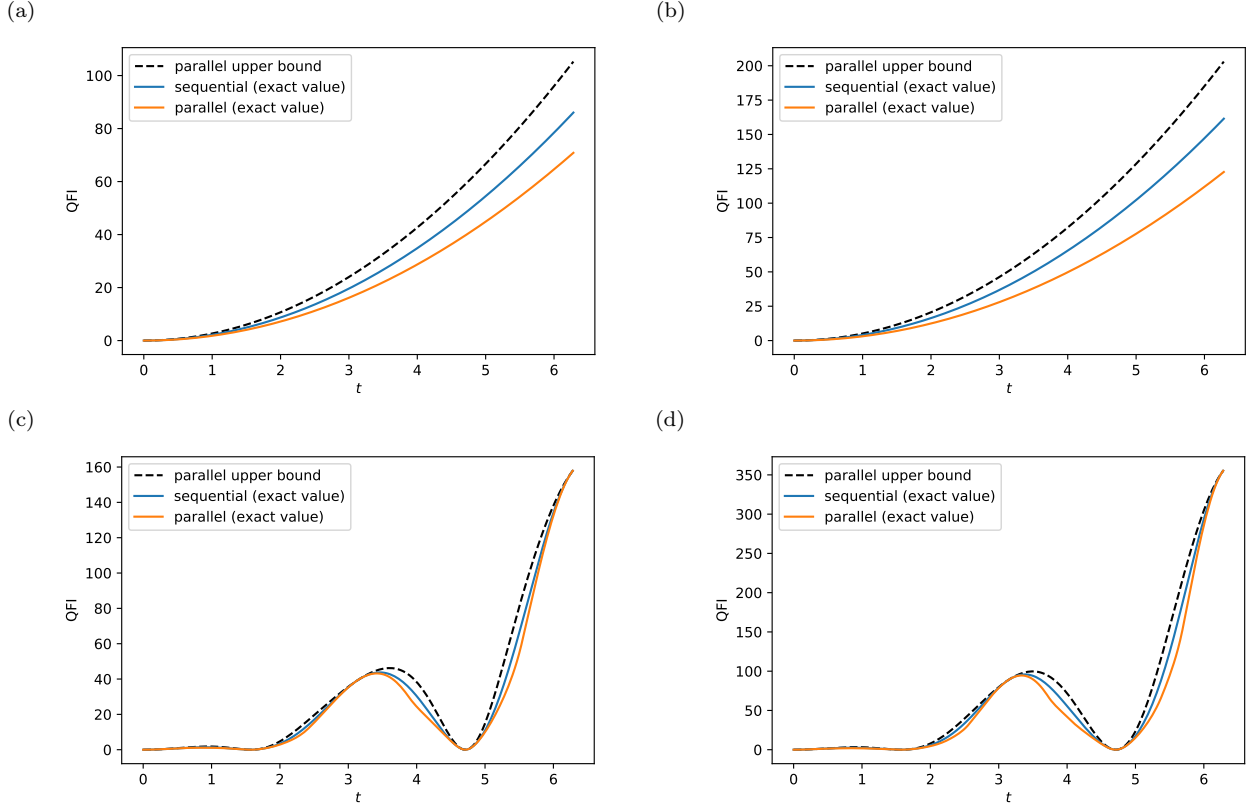 (a)
QFI
100
80
60
40
20
0
parallel upper bound
sequential (exact value)
parallel (exact value)
0 1 2 3 4 5 6
t
(b)
QFI
200
175
150
125
100
75
50
25
0
parallel upper bound
sequential (exact value)
parallel (exact value)
0 1 2 3 4 5 6
t
(c)
QFI
160
140
120
100
80
60
40
20
0
parallel upper bound
sequential (exact value)
parallel (exact value)
0 1 2 3 4 5 6
t
(d)
QFI
350
300
250
200
150
100
50
0
parallel upper bound
sequential (exact value)
parallel (exact value)
0 1 2 3 4 5 6
t